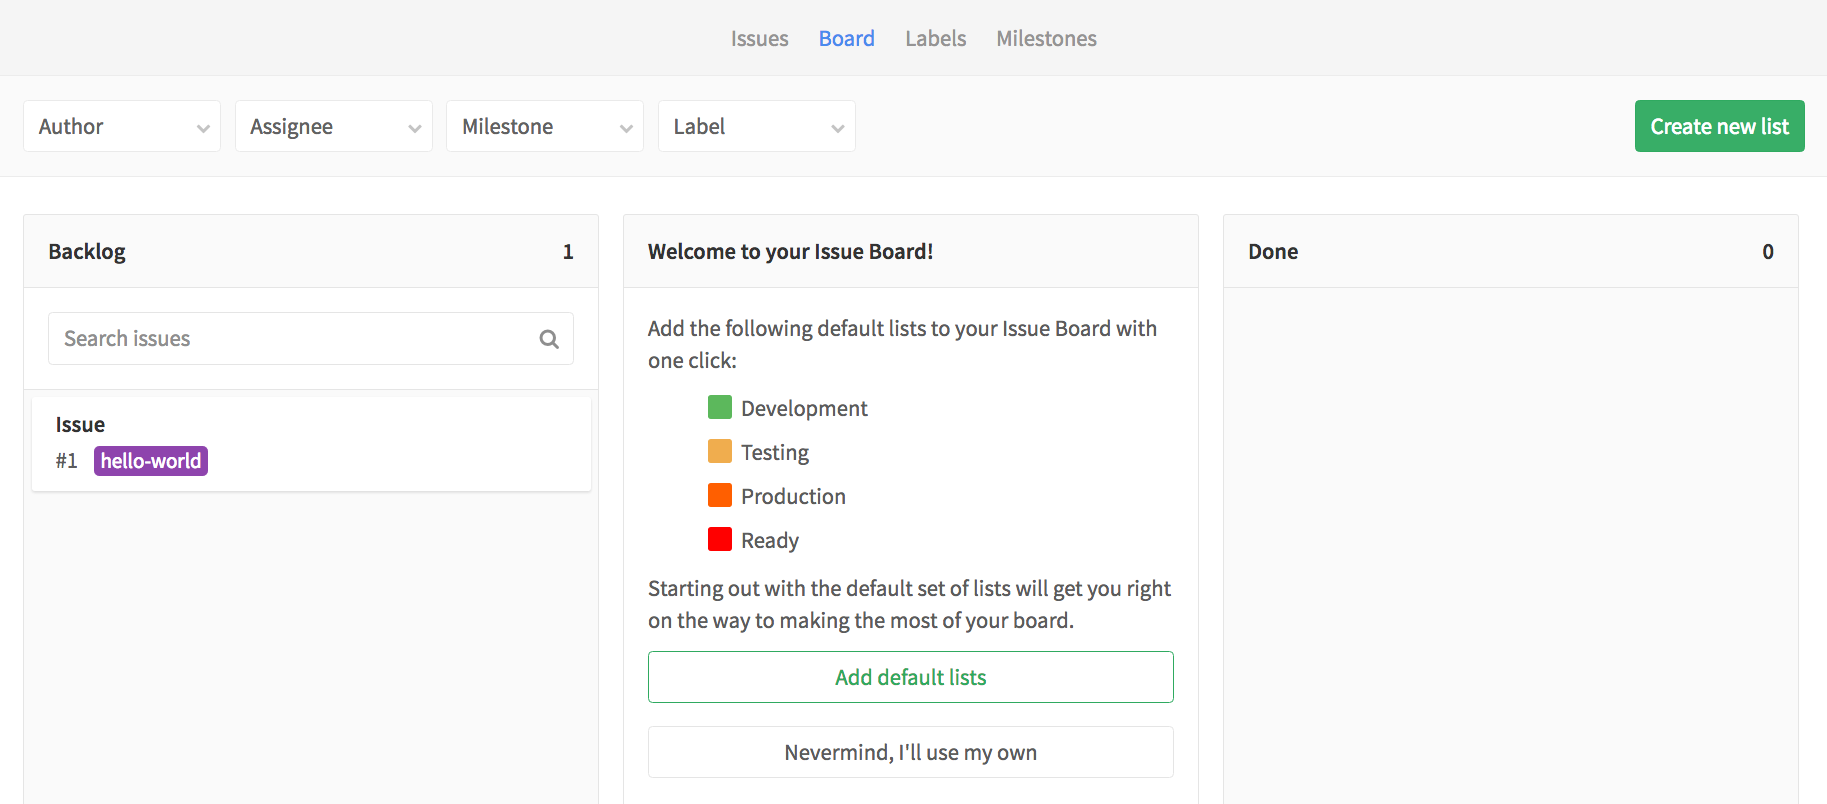 Issues Board Labels Milestones
Author Assignee Milestone Label Create new list
Backlog 1
Search issues
Issue
#1 hello-world
Welcome to your Issue Board!
Add the following default lists to your Issue Board with
one click:
Development
Testing
Production
Ready
Starting out with the default set of lists will get you right
on the way to making the most of your board.
Add default lists
Nevermind, I'll use my own
Done 0